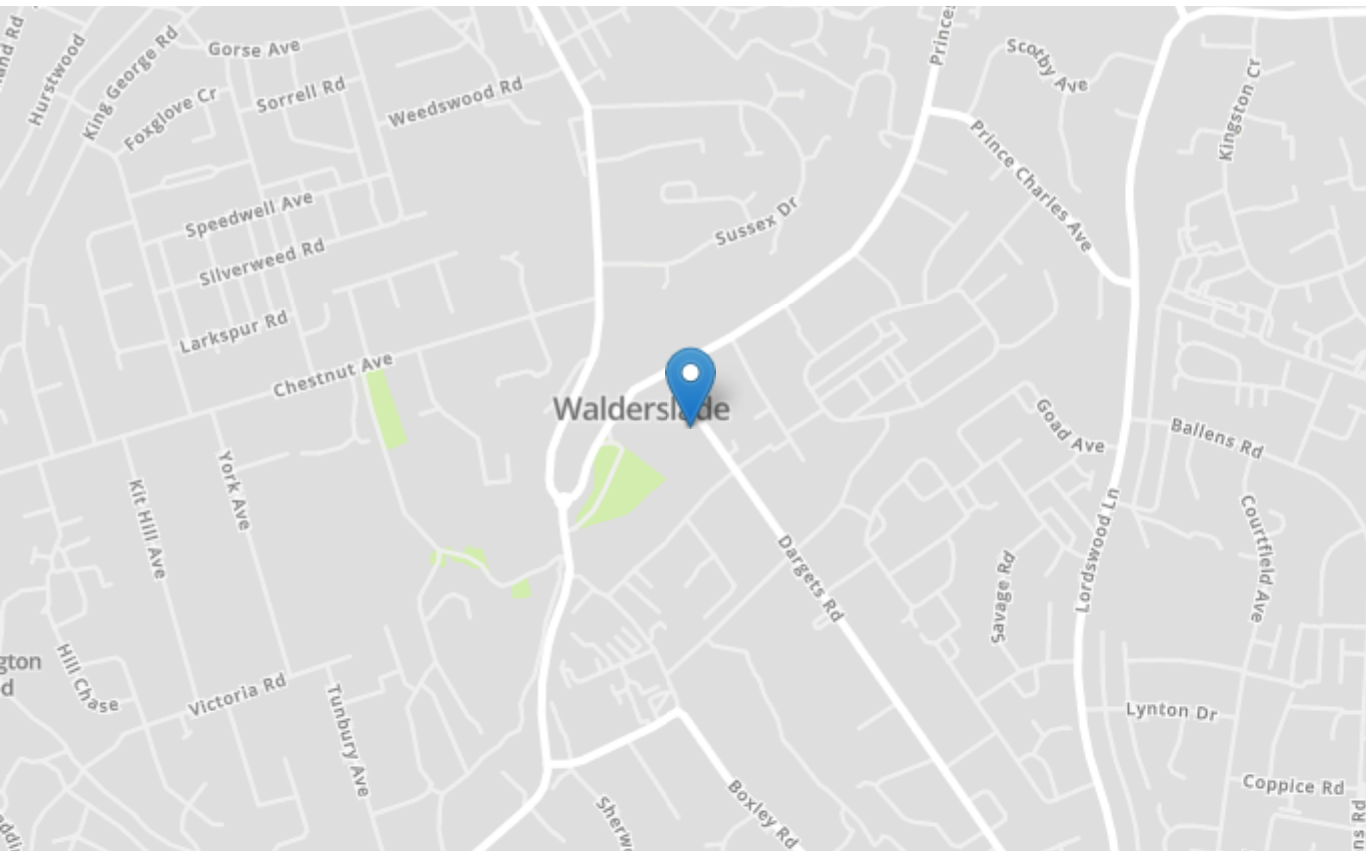 Hurstwood
King George Rd
Gorse Ave
Foxglove Cr
Sorrell Rd
Weedswood Rd
Princes
Scotby Ave
Kingston Cr
Prince Charles Ave
Speedwell Ave
Silverweed Rd
Sussex Dr
Larkspur Rd
Chestnut Ave
Walderslade
Goad Ave
Ballens Rd
Kit Hill Ave
York Ave
Lordswood Ln
Courtfield Ave
Dargets Rd
Savage Rd
Hill Chase
Victoria Rd
Tunbury Ave
Lynton Dr
Boxley Rd
Coppice Rd